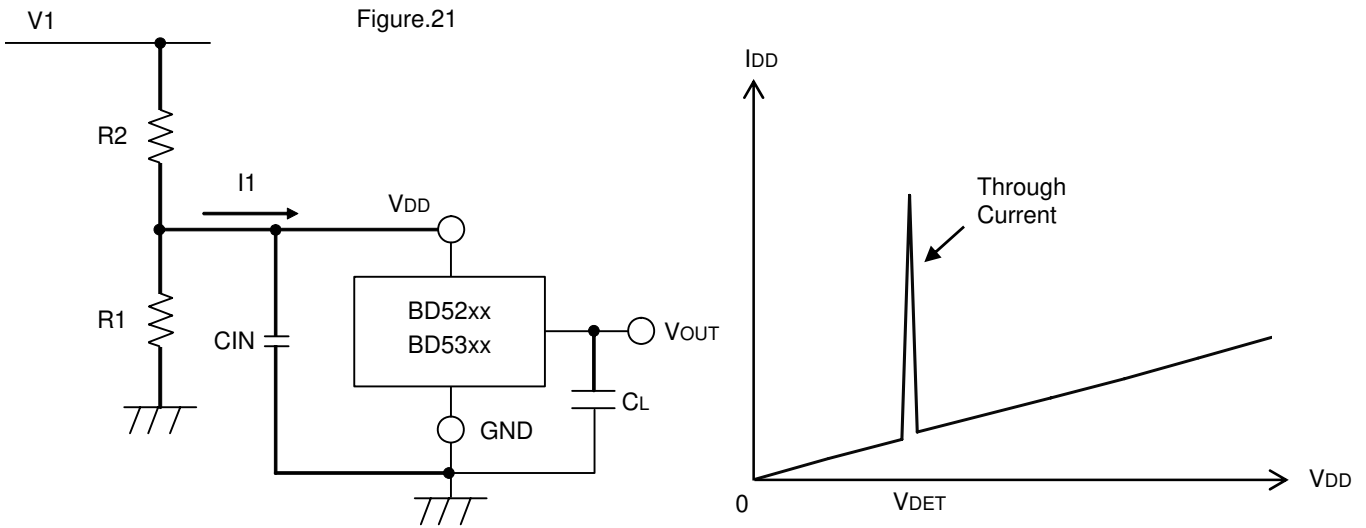 Figure.21
V1
R2
I1
VDD
R1
CIN
BD52xx
BD53xx
VOUT
CL
GND
IDD
Through
Current
0
VDET
VDD